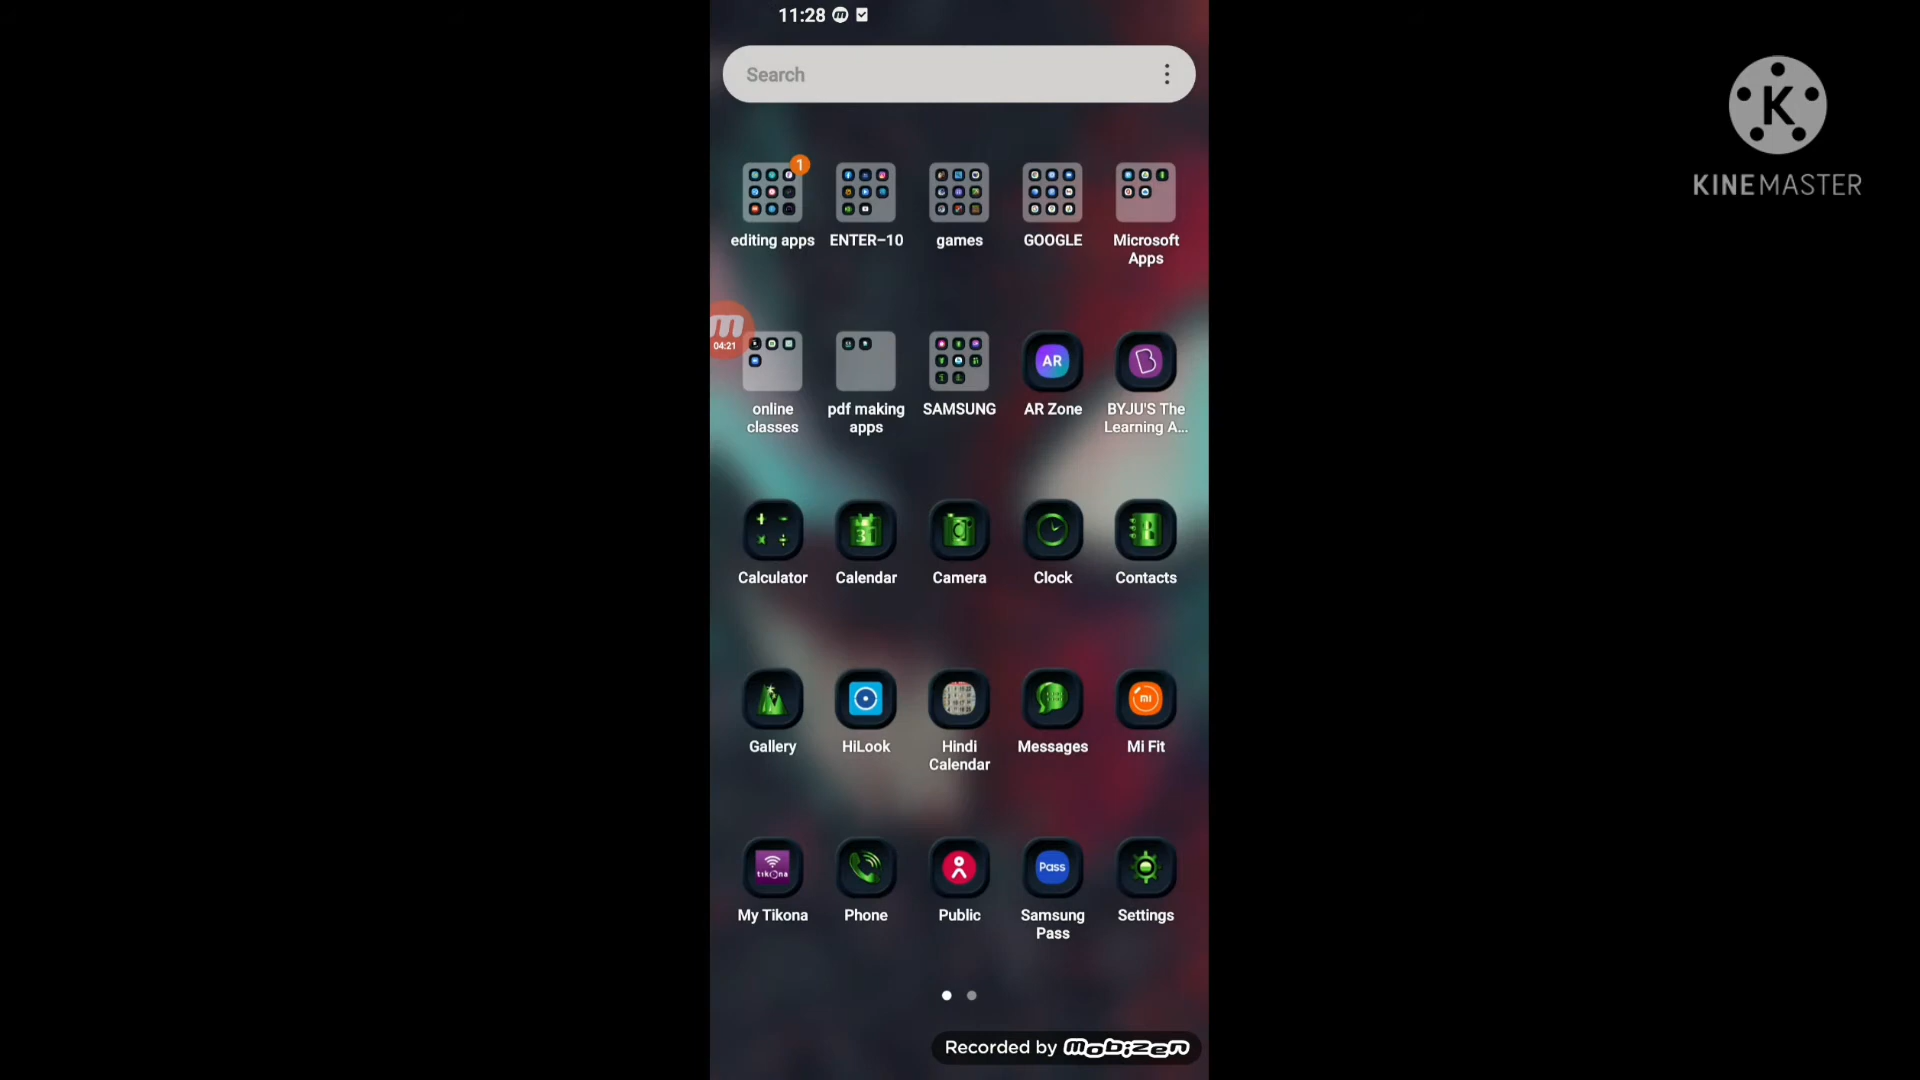 11:28
Search
KINEMASTER
1
editing apps
ENTER–10
games
GOOGLE
Microsoft
Apps
04:21
online
classes
pdf making
apps
SAMSUNG
AR
AR Zone
BYJU'S The
Learning A...
31
Calculator
Calendar
Camera
Clock
Contacts
Gallery
HiLook
Hindi
Calendar
Messages
Mi Fit
tikona
My Tikona
Phone
Public
Pass
Samsung
Pass
Settings
Recorded by mobizen